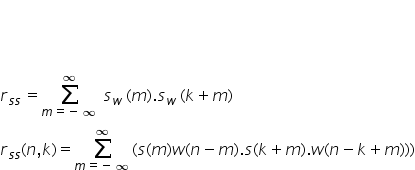 r_ss = ∑_{m = − ∞}^{∞} s_w (m).s_w (k + m)
r_ss(n,k) = ∑_{m = − ∞}^{∞} (s(m)w(n − m).s(k + m).w(n − k + m)))